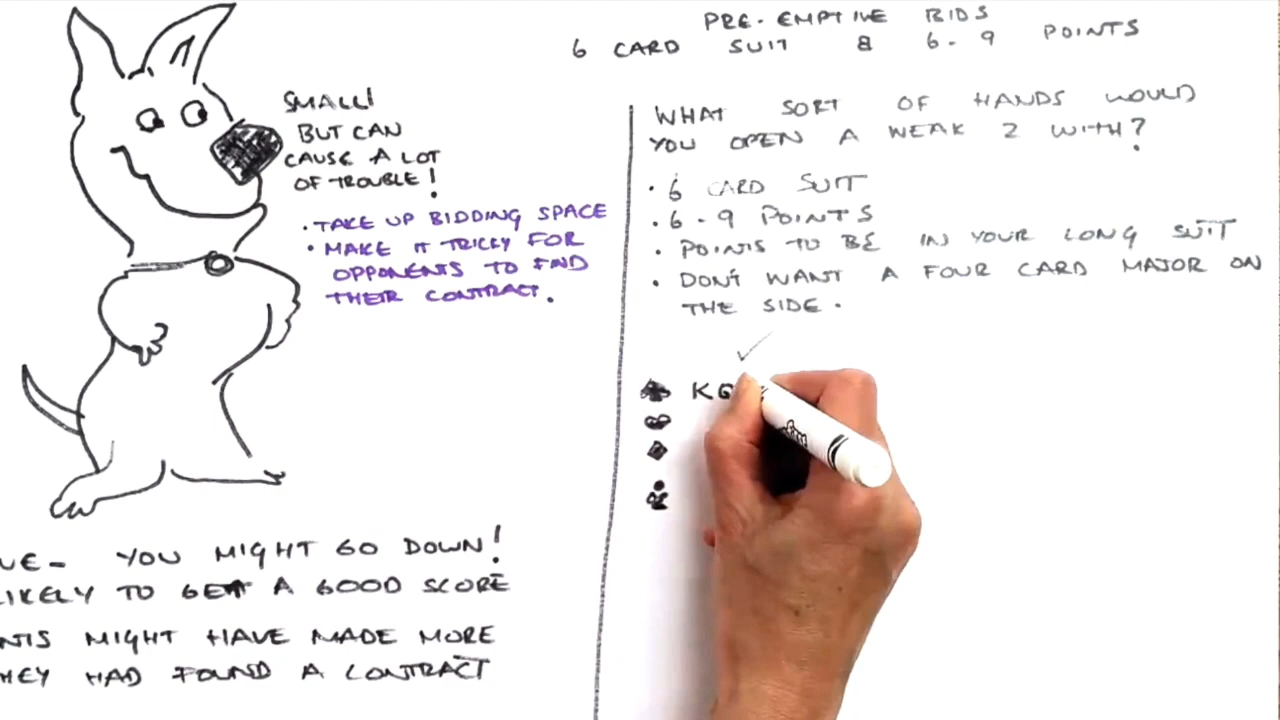 PRE-EMPTIVE BIDS
6 CARD SUIT & 6-9 POINTS
SMALL!
BUT CAN
CAUSE A LOT
OF TROUBLE!
• TAKE UP BIDDING SPACE
• MAKE IT TRICKY FOR
OPPONENTS TO FIND
THEIR CONTRACT.
YOU MIGHT GO DOWN!
LIKELY TO GET A GOOD SCORE
MIGHT HAVE MADE MORE
HAD FOUND A CONTRACT
WHAT SORT OF HANDS WOULD
YOU OPEN A WEAK 2 WITH?
• 6 CARD SUIT
• 6-9 POINTS
• POINTS TO BE IN YOUR LONG SUIT
• DON'T WANT A FOUR CARD MAJOR ON
THE SIDE.
♠ K
♥
♦
♣